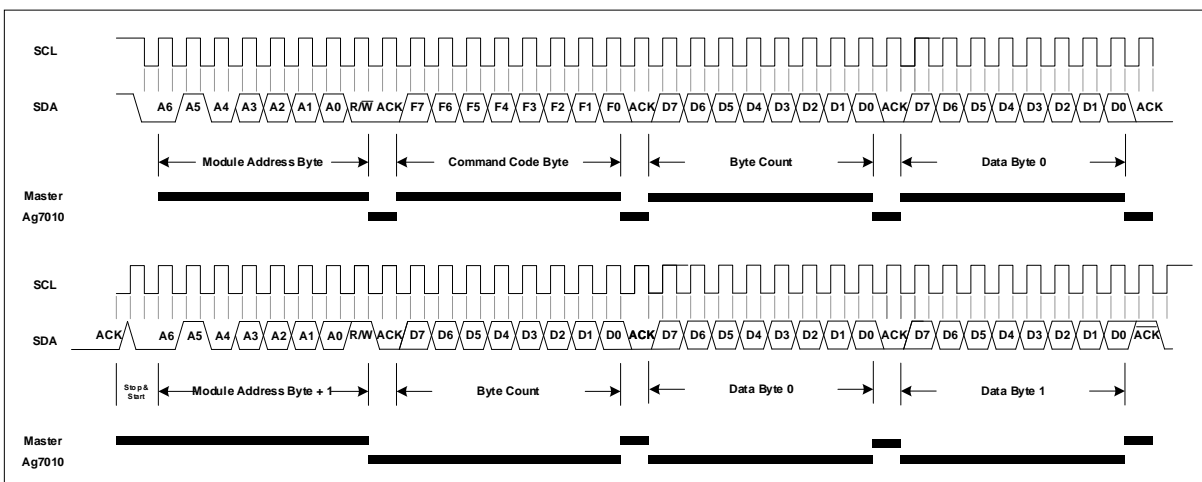 SCL
SDA A6 A5 A4 A3 A2 A1 A0 R/W̅ ACK F7 F6 F5 F4 F3 F2 F1 F0 ACK D7 D6 D5 D4 D3 D2 D1 D0 ACK D7 D6 D5 D4 D3 D2 D1 D0 ACK
Module Address Byte Command Code Byte Byte Count Data Byte 0
Master
Ag7010
SCL
SDA ACK A6 A5 A4 A3 A2 A1 A0 R/W ACK D7 D6 D5 D4 D3 D2 D1 D0 ACK D7 D6 D5 D4 D3 D2 D1 D0 ACK D7 D6 D5 D4 D3 D2 D1 D0 A̅C̅K̅
Stop &
Start Module Address Byte + 1 Byte Count Data Byte 0 Data Byte 1
Master
Ag7010